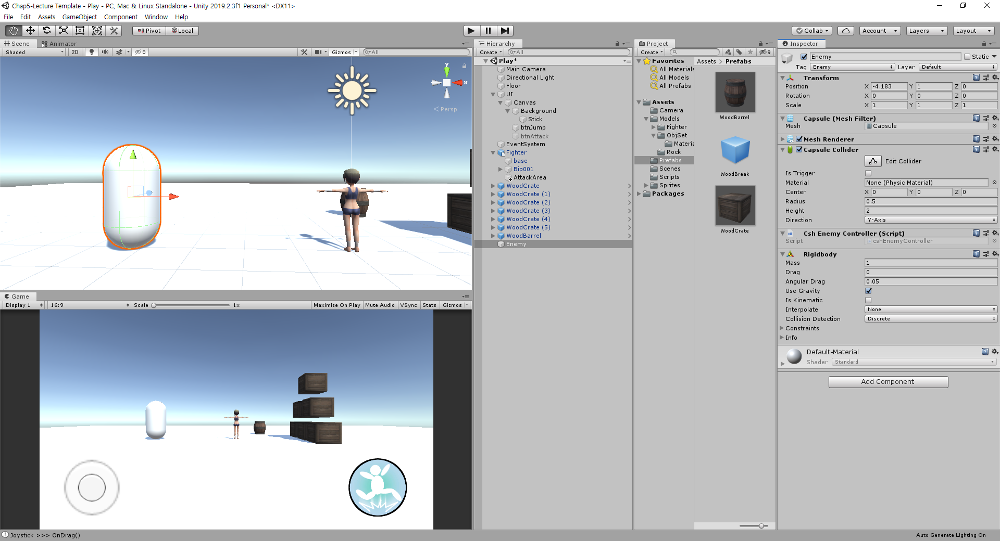 Chap5-Lecture Template - Play - PC, Mac & Linux Standalone - Unity 2019.2.3f1 Personal* <DX11>
File Edit Assets GameObject Component Window Help
Pivot Local Collab Account Layers Layout
Scene Animator
Shaded 2D 0 Gizmos All
y
x
Persp
Game
Display 1 16:9 Scale 1x Maximize On Play Mute Audio VSync Stats Gizmos
Hierarchy
Create All
Play*
Main Camera
Directional Light
Floor
UI
Canvas
Background
Stick
btnJump
btnAttack
EventSystem
Fighter
base
Bip001
AttackArea
WoodCrate
WoodCrate (1)
WoodCrate (2)
WoodCrate (3)
WoodCrate (4)
WoodCrate (5)
WoodBarrel
Enemy
Project
Create 9
Favorites
All Materials
All Models
All Prefabs
Assets
Camera
Models
Fighter
ObjSet
Materia
Rock
Prefabs
Scenes
Scripts
Sprites
Packages
Assets > Prefabs
WoodBarrel
WoodBreak
WoodCrate
Inspector
Enemy Static
Tag Enemy Layer Default
Transform
Position X -4.183 Y 1 Z 0
Rotation X 0 Y 0 Z 0
Scale X 1 Y 1 Z 1
Capsule (Mesh Filter)
Mesh Capsule
Mesh Renderer
Capsule Collider
Edit Collider
Is Trigger
Material None (Physic Material)
Center X 0 Y 0 Z 0
Radius 0.5
Height 2
Direction Y-Axis
Csh Enemy Controller (Script)
Script cshEnemyController
Rigidbody
Mass 1
Drag 0
Angular Drag 0.05
Use Gravity
Is Kinematic
Interpolate None
Collision Detection Discrete
Constraints
Info
Default-Material
Shader Standard
Add Component
Joystick >>> OnDrag()
Auto Generate Lighting On